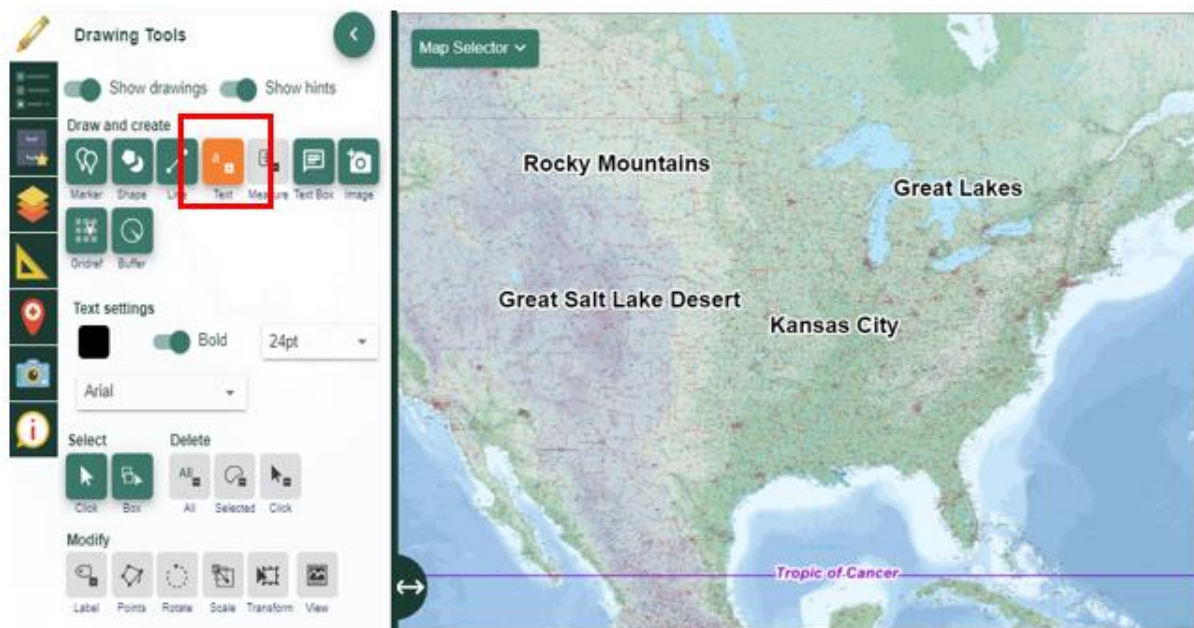 Drawing Tools
Show drawings Show hints
Draw and create
Marker Shape Line Text Measure Text Box Image
Gridref Buffer
Text settings
Bold 24pt
Arial
Select Delete
All
Click Box All Selected Click
Modify
Label Points Rotate Scale Transform View
Map Selector
Rocky Mountains
Great Lakes
Great Salt Lake Desert
Kansas City
Tropic of Cancer